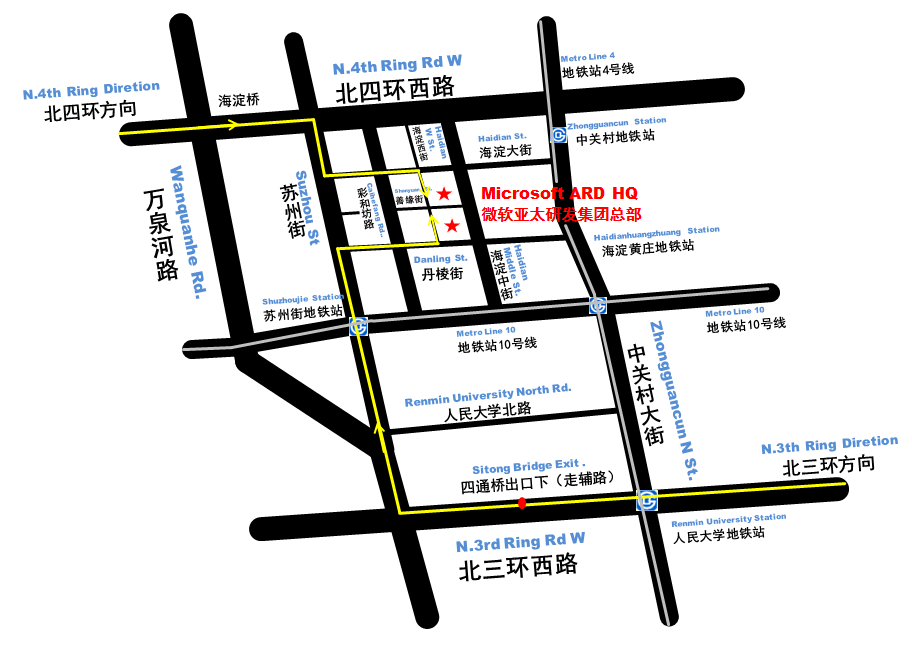 Metro Line 4
地铁站4号线
N.4th Ring Rd W
北四环西路
N.4th Ring Diretion
北四环方向
海淀桥
Zhongguancun Station
中关村地铁站
Haidian St.
海淀大街
Haidian
W St.
海淀西街
Wanquanhe Rd.
万泉河路
Suzhou St
苏州街
Caihefang Rd.
彩和坊路
Shanyuan St.
善缘街
Microsoft ARD HQ
微软亚太研发集团总部
Haidianhuangzhuang Station
海淀黄庄地铁站
Danling St.
丹棱街
Haidian
Middle St.
海淀中街
Shuzhoujie Station
苏州街地铁站
Metro Line 10
地铁站10号线
Metro Line 10
地铁站10号线
Zhongguancun N St.
中关村大街
Renmin University North Rd.
人民大学北路
N.3th Ring Diretion
北三环方向
Sitong Bridge Exit .
四通桥出口下（走辅路）
Renmin University Station
人民大学地铁站
N.3rd Ring Rd W
北三环西路